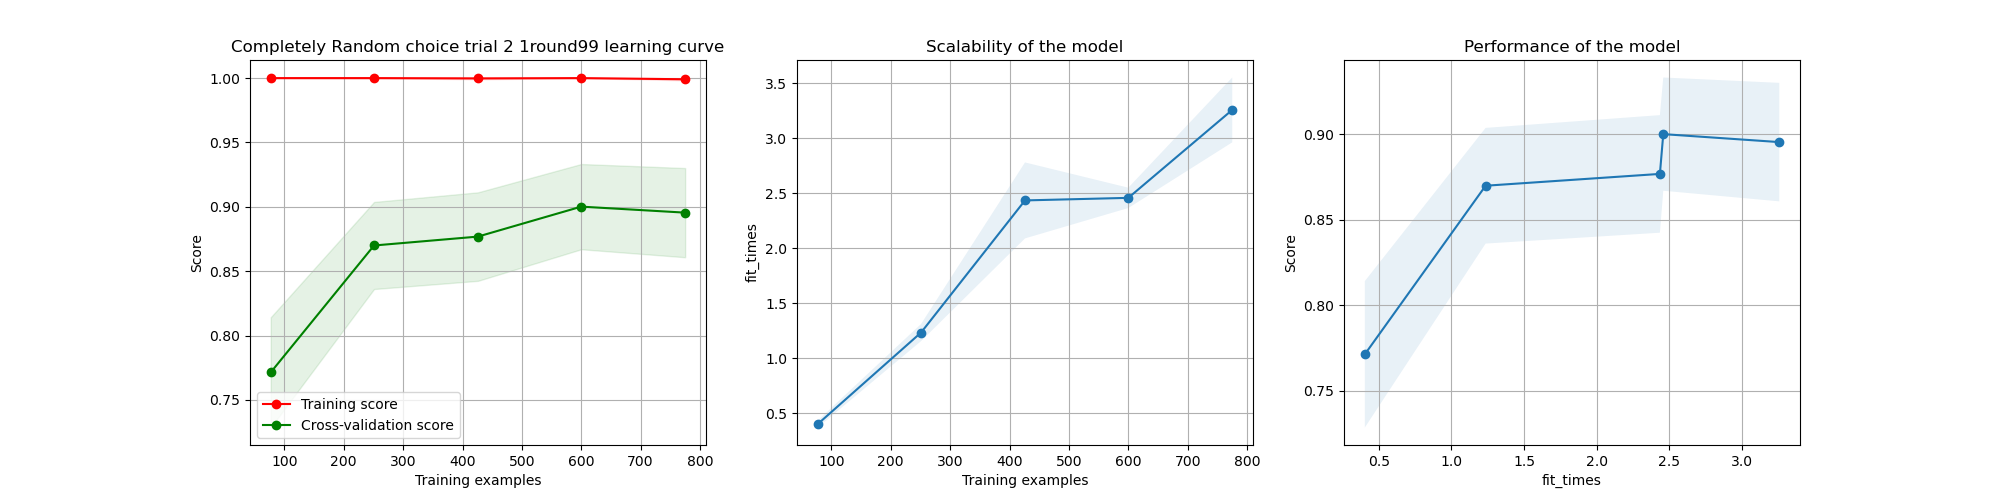 Completely Random choice trial 2 1round99 learning curve
1.00
0.95
0.90
0.85
0.80
0.75
Score
Training score
Cross-validation score
100 200 300 400 500 600 700 800
Training examples
Scalability of the model
3.5
3.0
2.5
2.0
1.5
1.0
0.5
fit_times
100 200 300 400 500 600 700 800
Training examples
Performance of the model
0.90
0.85
0.80
0.75
Score
0.5 1.0 1.5 2.0 2.5 3.0
fit_times